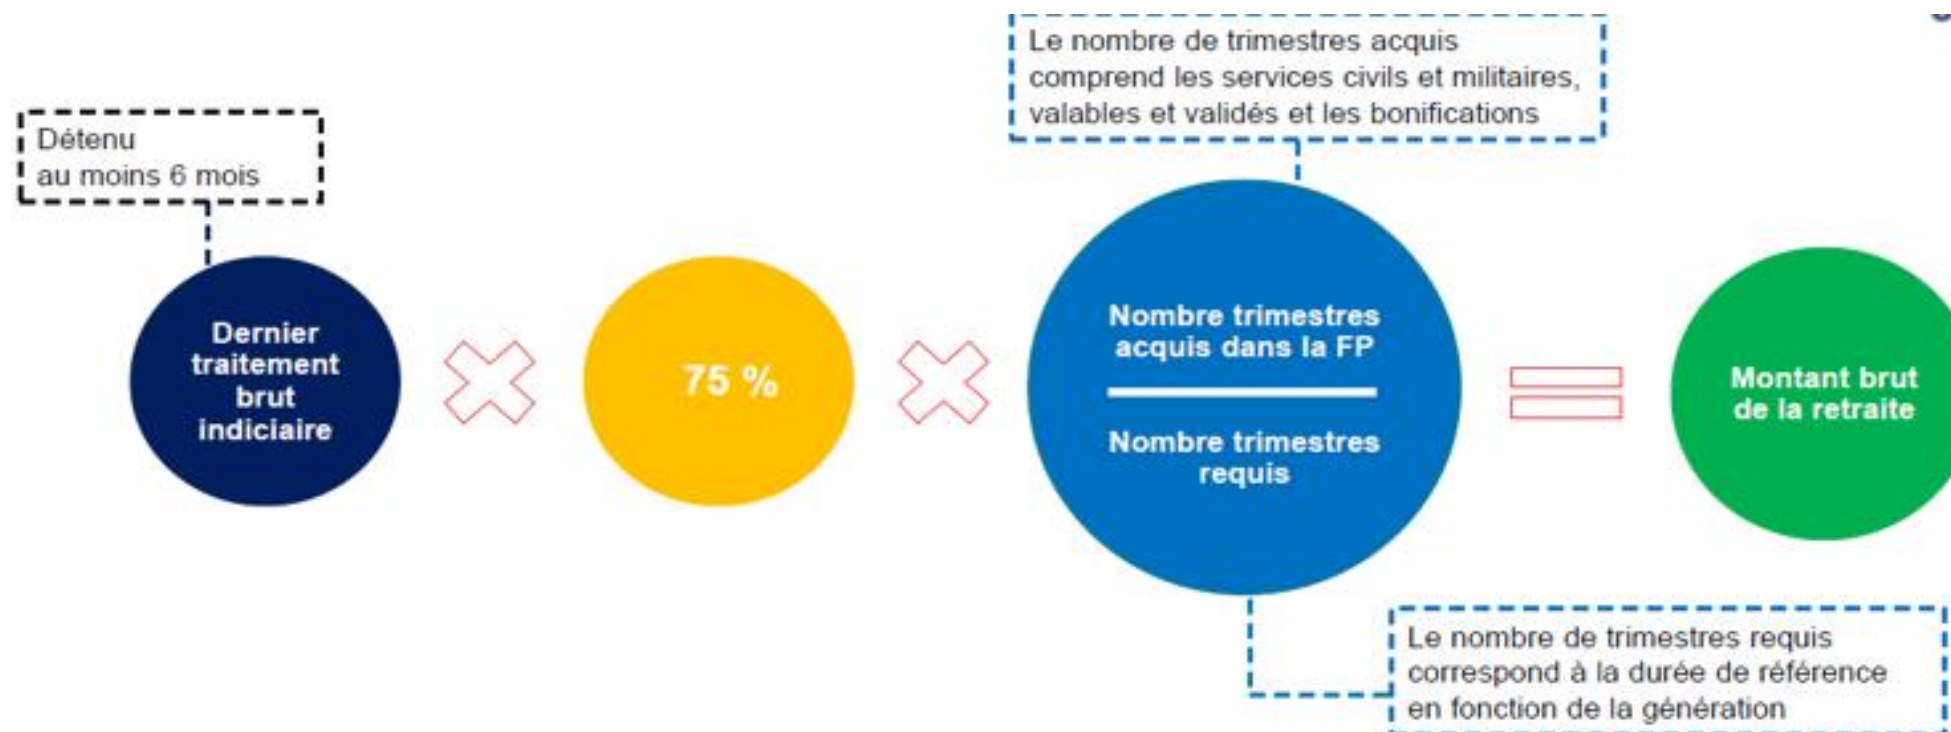 Le nombre de trimestres acquis
comprend les services civils et militaires,
valables et validés et les bonifications
Détenu
au moins 6 mois
Dernier
traitement
brut
indiciaire
75 %
Nombre trimestres
acquis dans la FP
Nombre trimestres
requis
Montant brut
de la retraite
Le nombre de trimestres requis
correspond à la durée de référence
en fonction de la génération